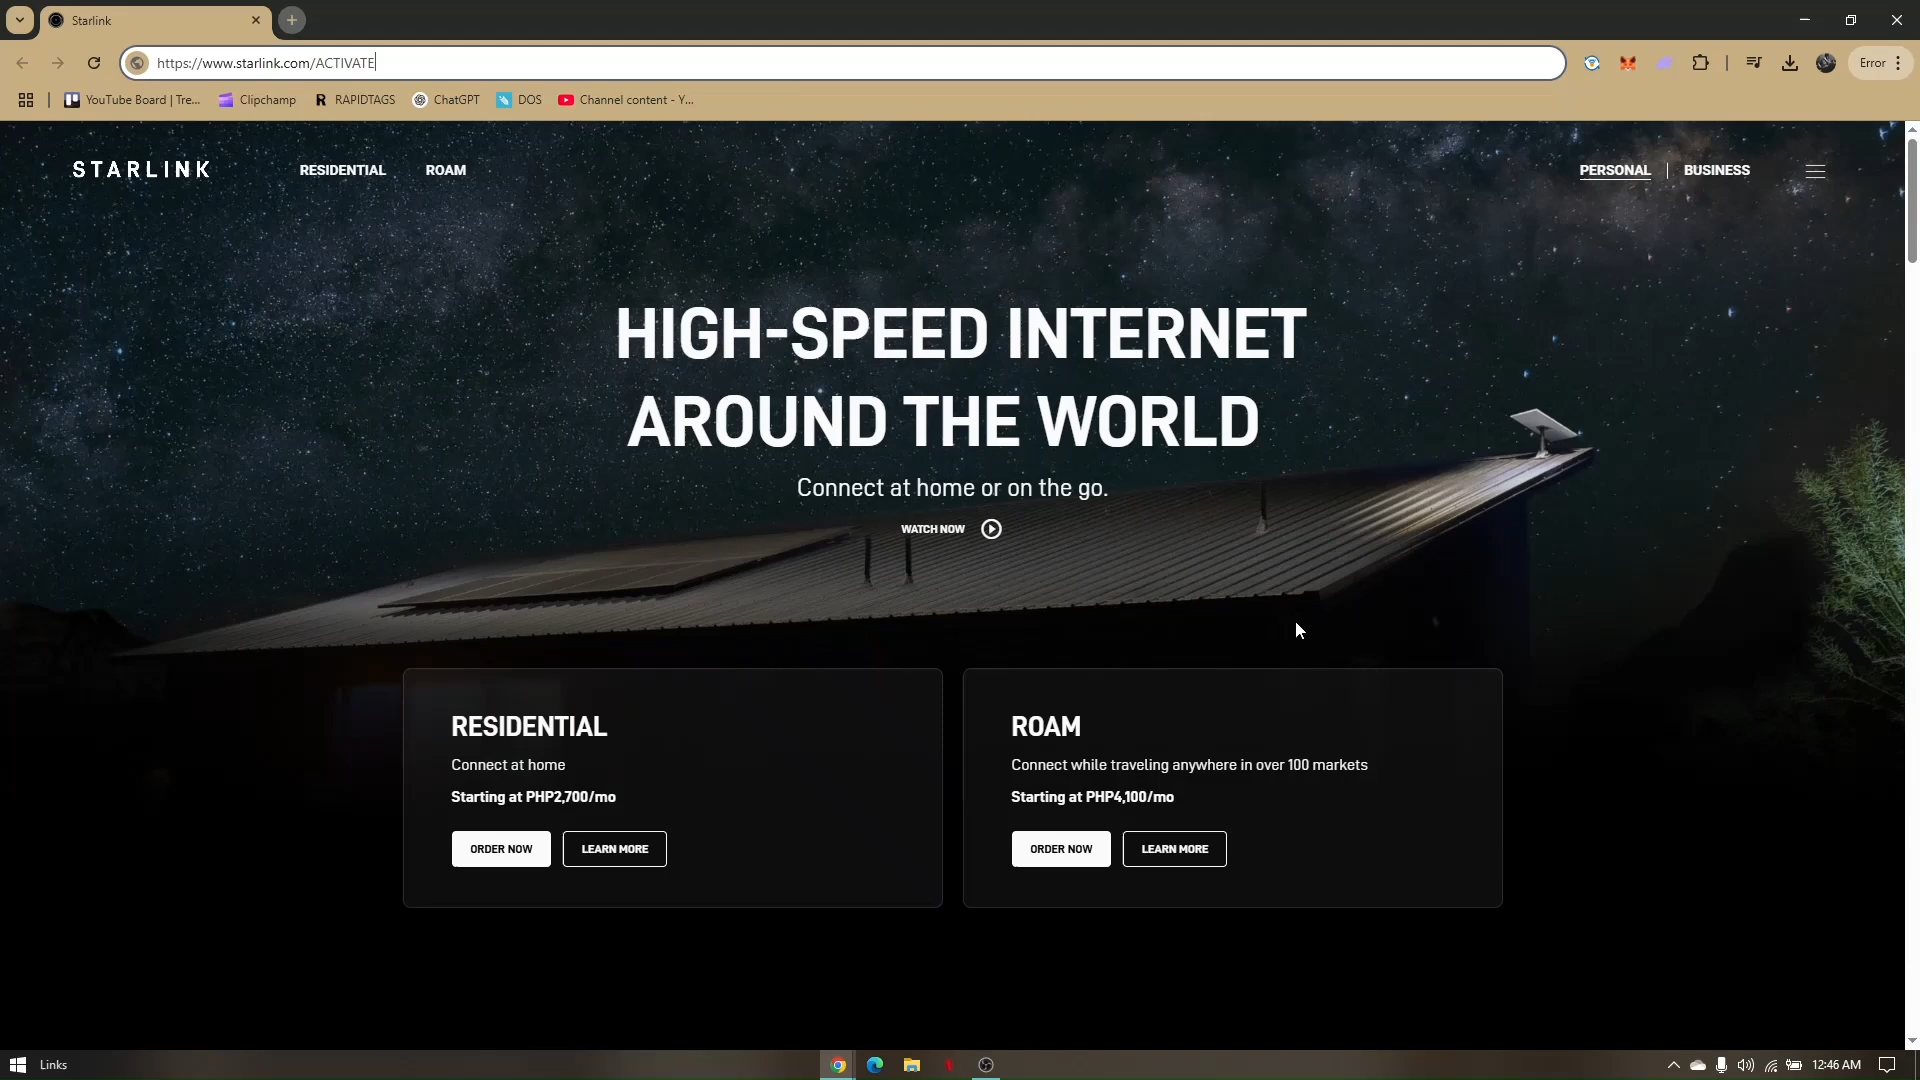 Starlink
https://www.starlink.com/ACTIVATE
Error
YouTube Board | Tre...
Clipchamp
R RAPIDTAGS
ChatGPT
DOS
Channel content - Y...
STARLINK
RESIDENTIAL
ROAM
PERSONAL
BUSINESS
HIGH-SPEED INTERNET
AROUND THE WORLD
Connect at home or on the go.
WATCH NOW
RESIDENTIAL
Connect at home
Starting at PHP2,700/mo
ORDER NOW
LEARN MORE
ROAM
Connect while traveling anywhere in over 100 markets
Starting at PHP4,100/mo
ORDER NOW
LEARN MORE
Links
12:46 AM